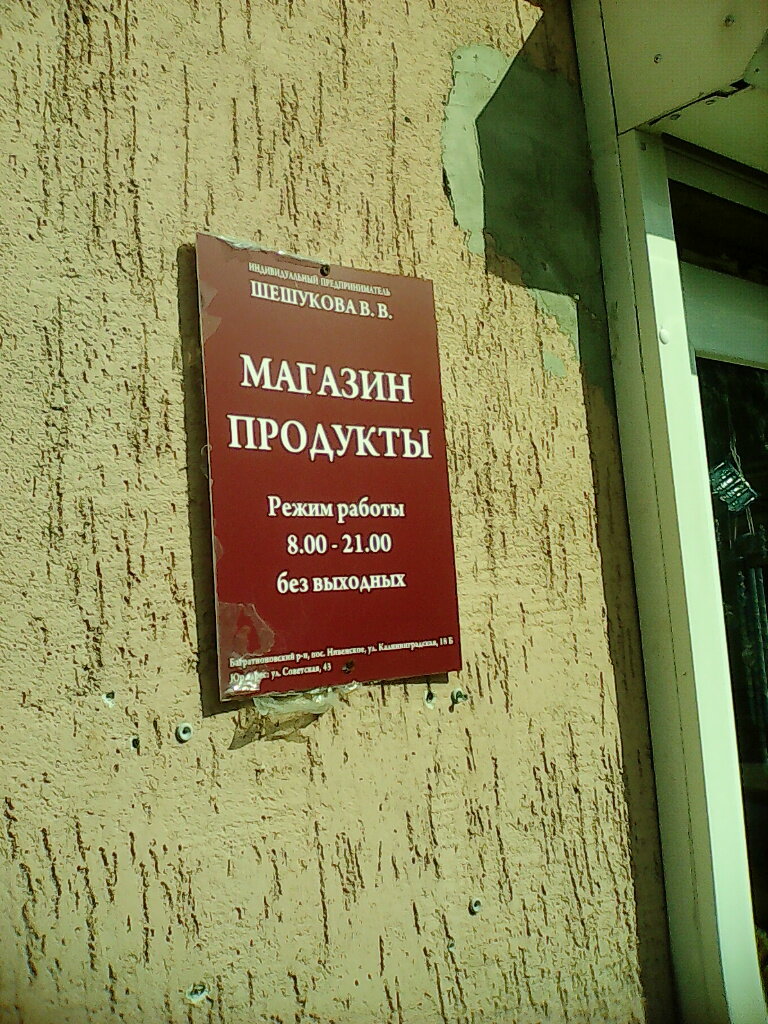 ИНДИВИДУАЛЬНЫЙ ПРЕДПРИНИМАТЕЛЬ
ШЕШУКОВА В. В.
МАГАЗИН
ПРОДУКТЫ
Режим работы
8.00 - 21.00
без выходных
Багратионовский р-н, пос. Нивенское, ул. Калининградская, 18 Б
ул. Советская, 43